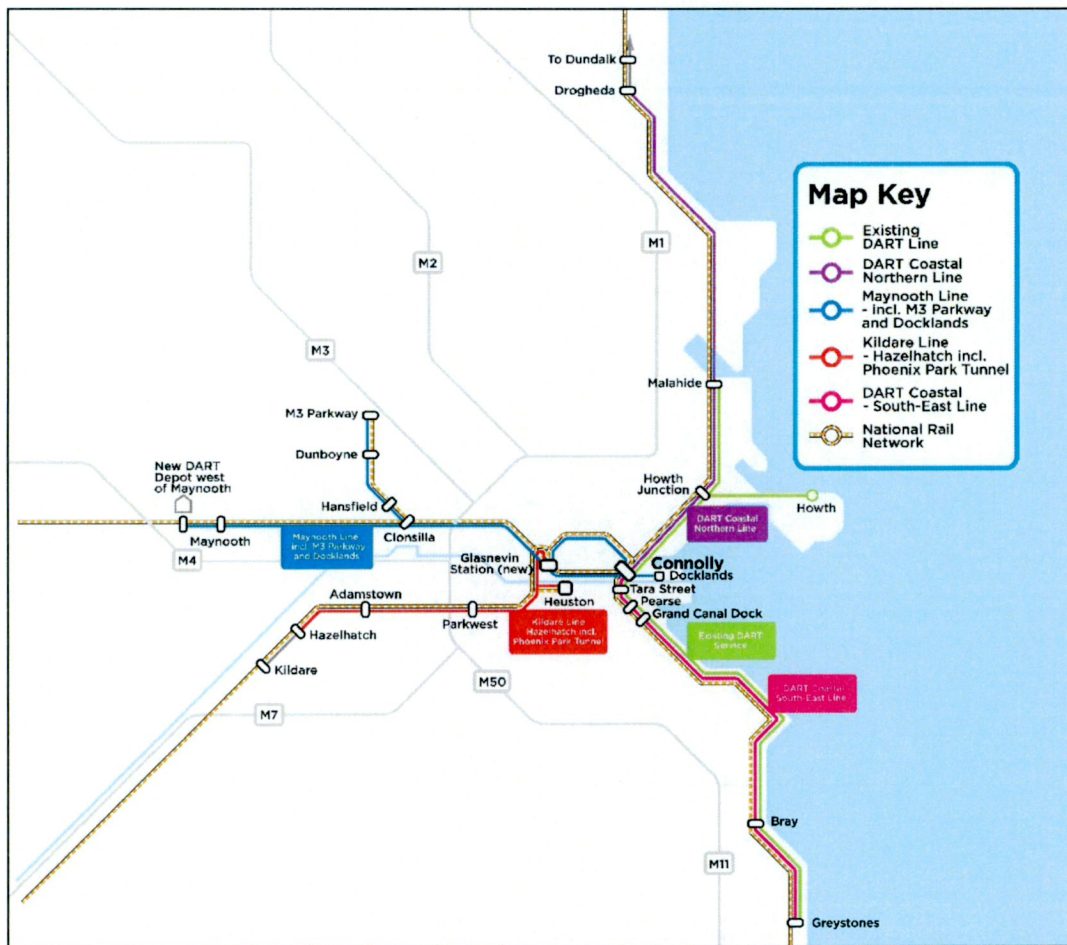 To Dundalk
Drogheda
M1
M2
M3
Malahide
M3 Parkway
Dunboyne
New DART
Depot west
of Maynooth
Hansfield
Clonsilla
Maynooth
M4
Maynooth Line
incl. M3 Parkway
and Docklands
Howth
Junction
Howth
DART Coastal
Northern Line
Glasnevin
Station (new)
Connolly
Docklands
Tara Street
Pearse
Grand Canal Dock
Heuston
Adamstown
Parkwest
Hazelhatch
Kildare
Kildare Line
Hazelhatch incl.
Phoenix Park Tunnel
Existing DART
Service
DART Coastal
South-East Line
M50
M7
Bray
M11
Greystones
Map Key
Existing
DART Line
DART Coastal
Northern Line
Maynooth Line
- incl. M3 Parkway
and Docklands
Kildare Line
- Hazelhatch incl.
Phoenix Park Tunnel
DART Coastal
- South-East Line
National Rail
Network